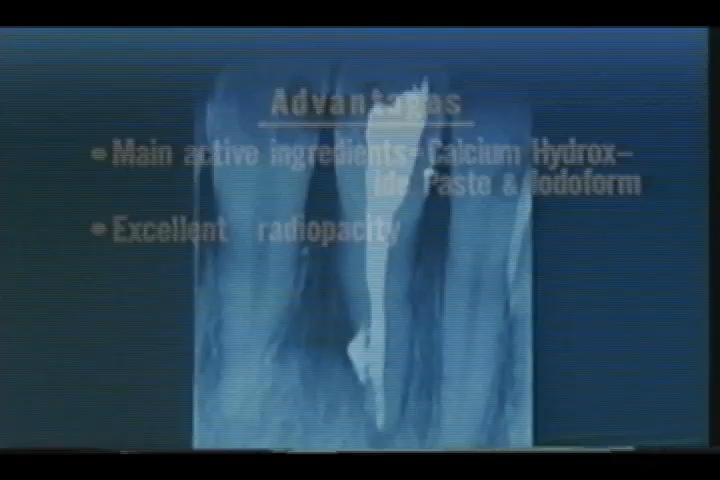 Advantages
•Main active ingredients-Calcium Hydrox-
ide Paste & Iodoform
•Excellent radiopacity